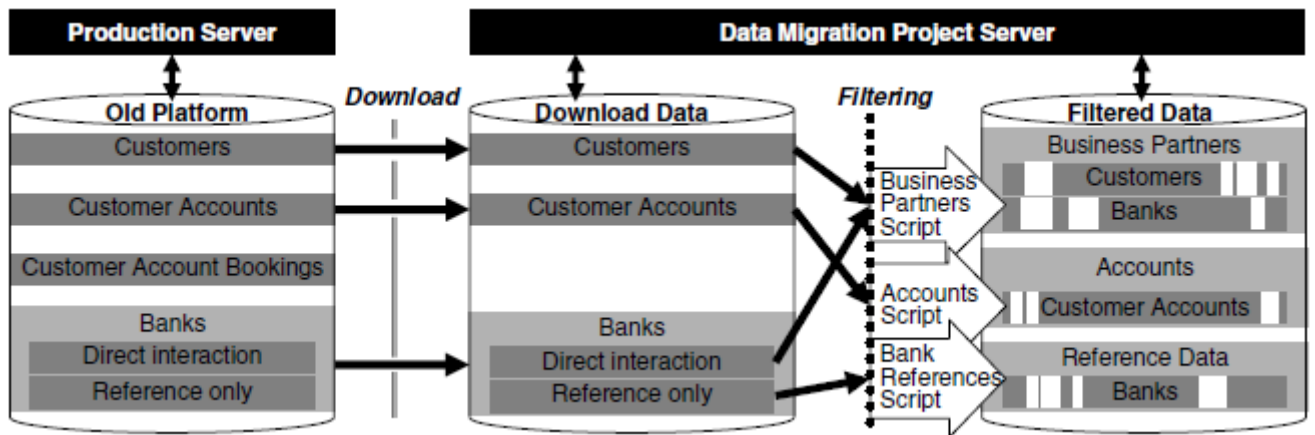 Production Server
Data Migration Project Server
Download
Filtering
Old Platform
Customers
Customer Accounts
Customer Account Bookings
Banks
Direct interaction
Reference only
Download Data
Customers
Customer Accounts
Banks
Direct interaction
Reference only
Business
Partners
Script
Accounts
Script
Bank
References
Script
Filtered Data
Business Partners
Customers
Banks
Accounts
Customer Accounts
Reference Data
Banks